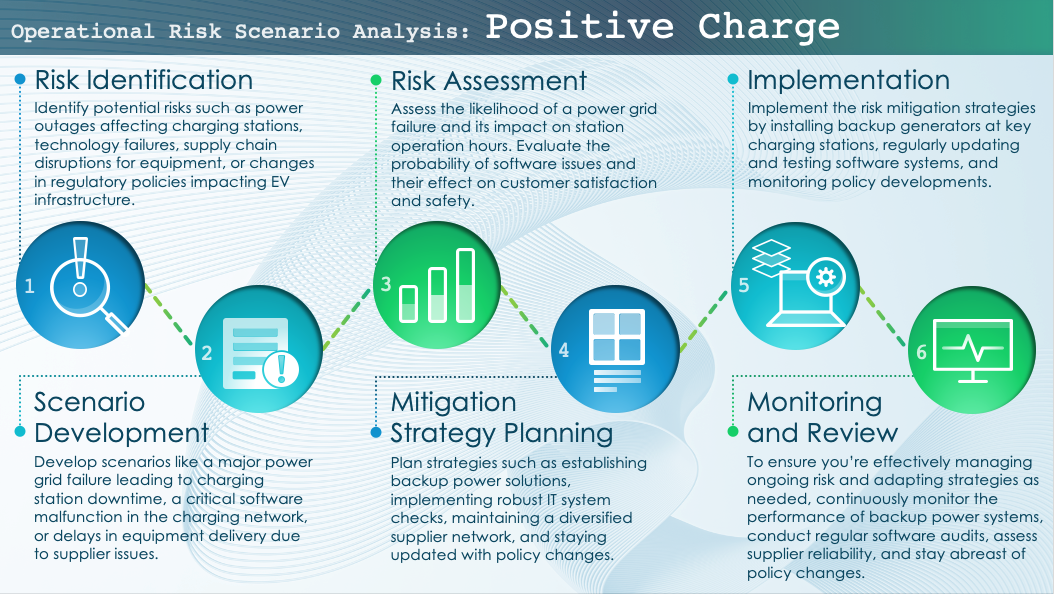 Operational Risk Scenario Analysis: Positive Charge
Risk Identification
Identify potential risks such as power
outages affecting charging stations,
technology failures, supply chain
disruptions for equipment, or changes
in regulatory policies impacting EV
infrastructure.
1
Scenario
Development
Develop scenarios like a major power
grid failure leading to charging
station downtime, a critical software
malfunction in the charging network,
or delays in equipment delivery due
to supplier issues.
2
Risk Assessment
Assess the likelihood of a power grid
failure and its impact on station
operation hours. Evaluate the
probability of software issues and
their effect on customer satisfaction
and safety.
3
Mitigation
Strategy Planning
Plan strategies such as establishing
backup power solutions,
implementing robust IT system
checks, maintaining a diversified
supplier network, and staying
updated with policy changes.
4
Implementation
Implement the risk mitigation strategies
by installing backup generators at key
charging stations, regularly updating
and testing software systems, and
monitoring policy developments.
5
Monitoring
and Review
To ensure you’re effectively managing
ongoing risk and adapting strategies as
needed, continuously monitor the
performance of backup power systems,
conduct regular software audits, assess
supplier reliability, and stay abreast of
policy changes.
6